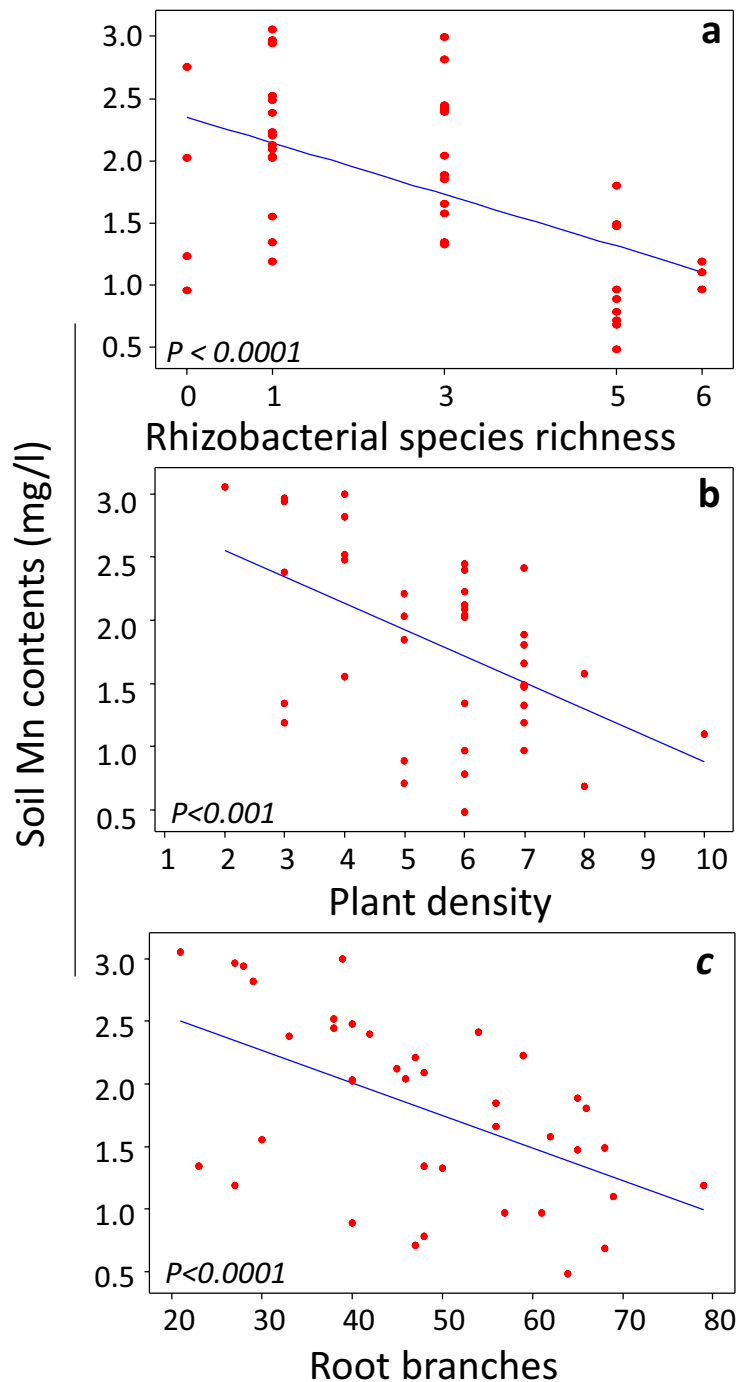 Soil Mn contents (mg/l)
a
3.0
2.5
2.0
1.5
1.0
0.5
P < 0.0001
0 1 3 5 6
Rhizobacterial species richness
b
3.0
2.5
2.0
1.5
1.0
0.5
P<0.001
1 2 3 4 5 6 7 8 9 10
Plant density
c
3.0
2.5
2.0
1.5
1.0
0.5
P<0.0001
20 30 40 50 60 70 80
Root branches